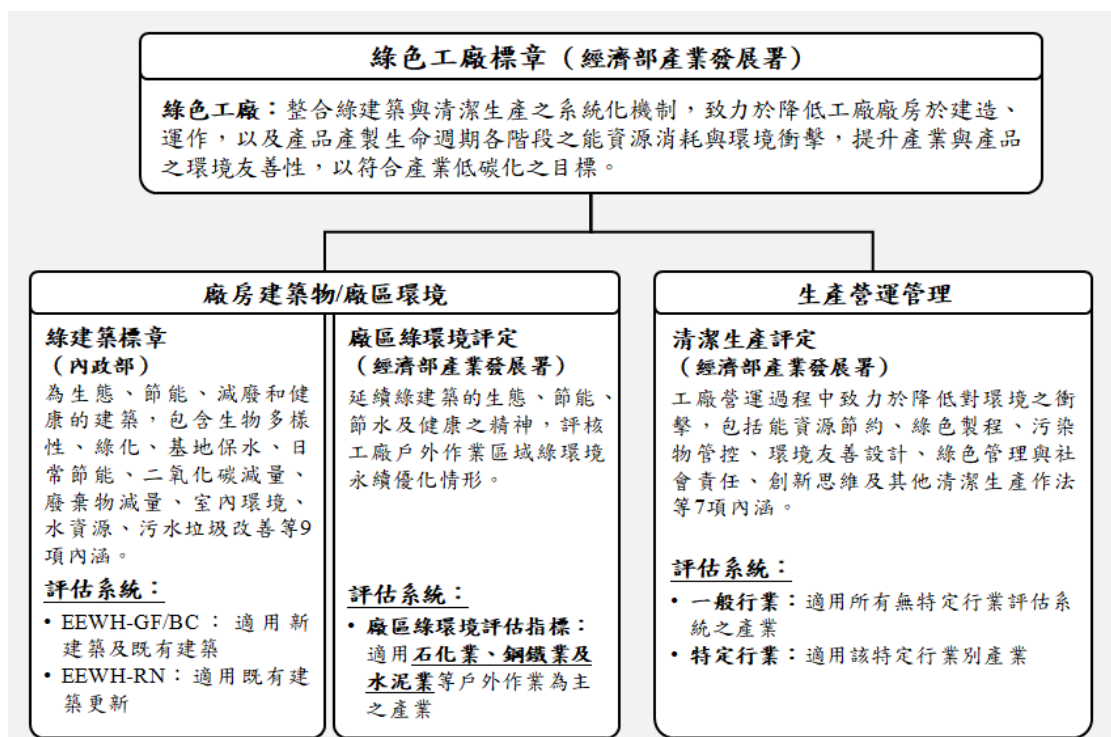 綠色工廠標章（經濟部產業發展署）
綠色工廠：整合綠建築與清潔生產之系統化機制，致力於降低工廠廠房於建造、
運作，以及產品產製生命週期各階段之能資源消耗與環境衝擊，提升產業與產品
之環境友善性，以符合產業低碳化之目標。
廠房建築物/廠區環境
綠建築標章
（內政部）
為生態、節能、減廢和健
康的建築，包含生物多樣
性、綠化、基地保水、日
常節能、二氧化碳減量、
廢棄物減量、室內環境、
水資源、污水垃圾改善等9
項內涵。
評估系統：
• EEWH-GF/BC：適用新
建築及既有建築
• EEWH-RN：適用既有建
築更新
廠區綠環境評定
（經濟部產業發展署）
延續綠建築的生態、節能、
節水及健康之精神，評核
工廠戶外作業區域綠環境
永續優化情形。
評估系統：
• 廠區綠環境評估指標：
適用石化業、鋼鐵業及
水泥業等戶外作業為主
之產業
生產營運管理
清潔生產評定
（經濟部產業發展署）
工廠營運過程中致力於降低對環境之衝
擊，包括能資源節約、綠色製程、污染
物管控、環境友善設計、綠色管理與社
會責任、創新思維及其他清潔生產作法
等7項內涵。
評估系統：
• 一般行業：適用所有無特定行業評估系
統之產業
• 特定行業：適用該特定行業別產業